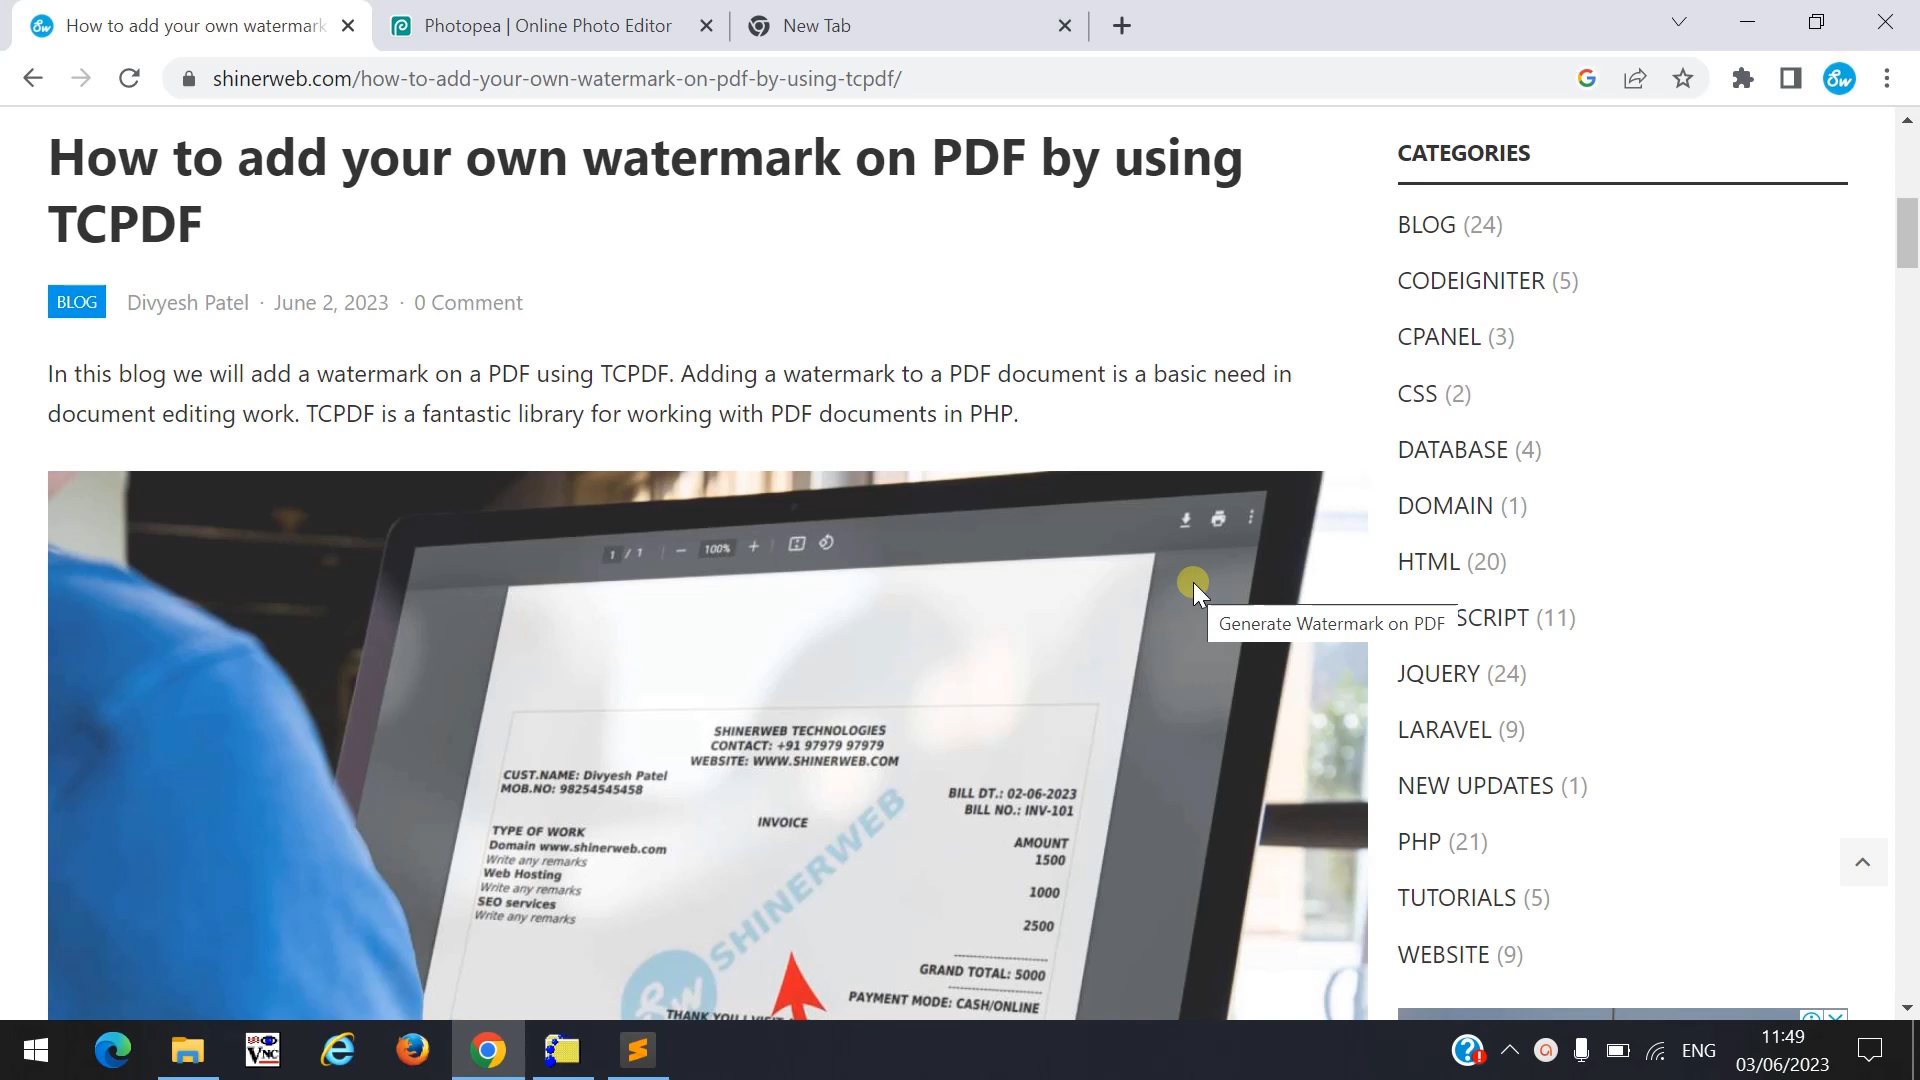 How to add your own watermark
Photopea | Online Photo Editor
New Tab
shinerweb.com/how-to-add-your-own-watermark-on-pdf-by-using-tcpdf/
How to add your own watermark on PDF by using
TCPDF
BLOG Divyesh Patel · June 2, 2023 · 0 Comment
In this blog we will add a watermark on a PDF using TCPDF. Adding a watermark to a PDF document is a basic need in
document editing work. TCPDF is a fantastic library for working with PDF documents in PHP.
1 / 1 | − 100% +
SHINERWEB TECHNOLOGIES
CONTACT: +91 97979 97979
WEBSITE: WWW.SHINERWEB.COM
CUST.NAME: Divyesh Patel
MOB.NO: 98254545458
BILL DT.: 02-06-2023
BILL NO.: INV-101
INVOICE
TYPE OF WORK
AMOUNT
Domain www.shinerweb.com
1500
Write any remarks
Web Hosting
1000
Write any remarks
SEO services
2500
Write any remarks
GRAND TOTAL: 5000
PAYMENT MODE: CASH/ONLINE
SHINERWEB
Sw
Generate Watermark on PDF
CATEGORIES
BLOG (24)
CODEIGNITER (5)
CPANEL (3)
CSS (2)
DATABASE (4)
DOMAIN (1)
HTML (20)
SCRIPT (11)
JQUERY (24)
LARAVEL (9)
NEW UPDATES (1)
PHP (21)
TUTORIALS (5)
WEBSITE (9)
ENG
11:49
03/06/2023